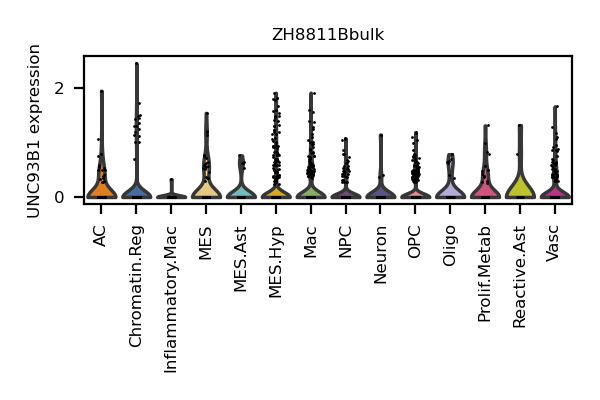 ZH8811Bbulk
UNC93B1 expression
2
0
AC
Chromatin.Reg
Inflammatory.Mac
MES
MES.Ast
MES.Hyp
Mac
NPC
Neuron
OPC
Oligo
Prolif.Metab
Reactive.Ast
Vasc